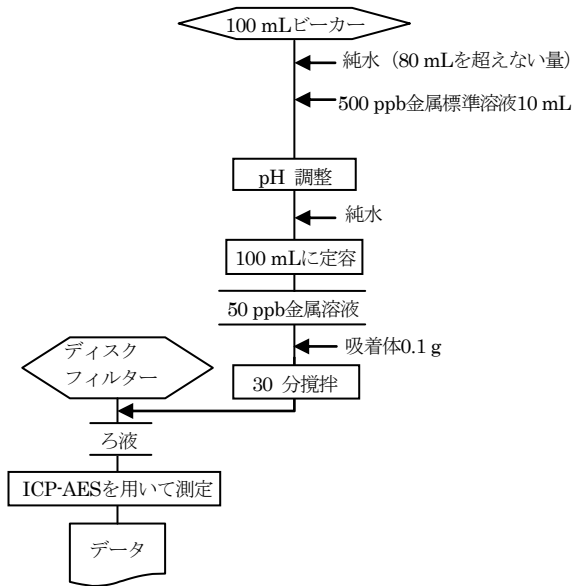 100 mLビーカー
純水（80 mLを超えない量）
500 ppb金属標準溶液10 mL
pH 調整
純水
100 mLに定容
50 ppb金属溶液
吸着体0.1 g
30 分攪拌
ディスク
フィルター
ろ液
ICP-AESを用いて測定
データ